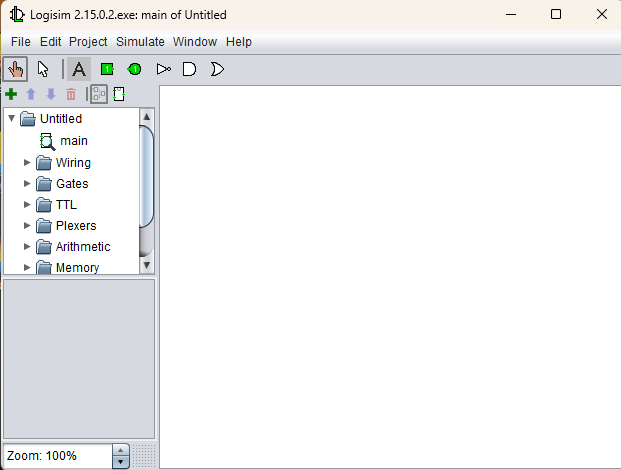 Logisim 2.15.0.2.exe: main of Untitled
File Edit Project Simulate Window Help
A 1 1
Untitled
main
Wiring
Gates
TTL
Plexers
Arithmetic
Memory
Zoom: 100%